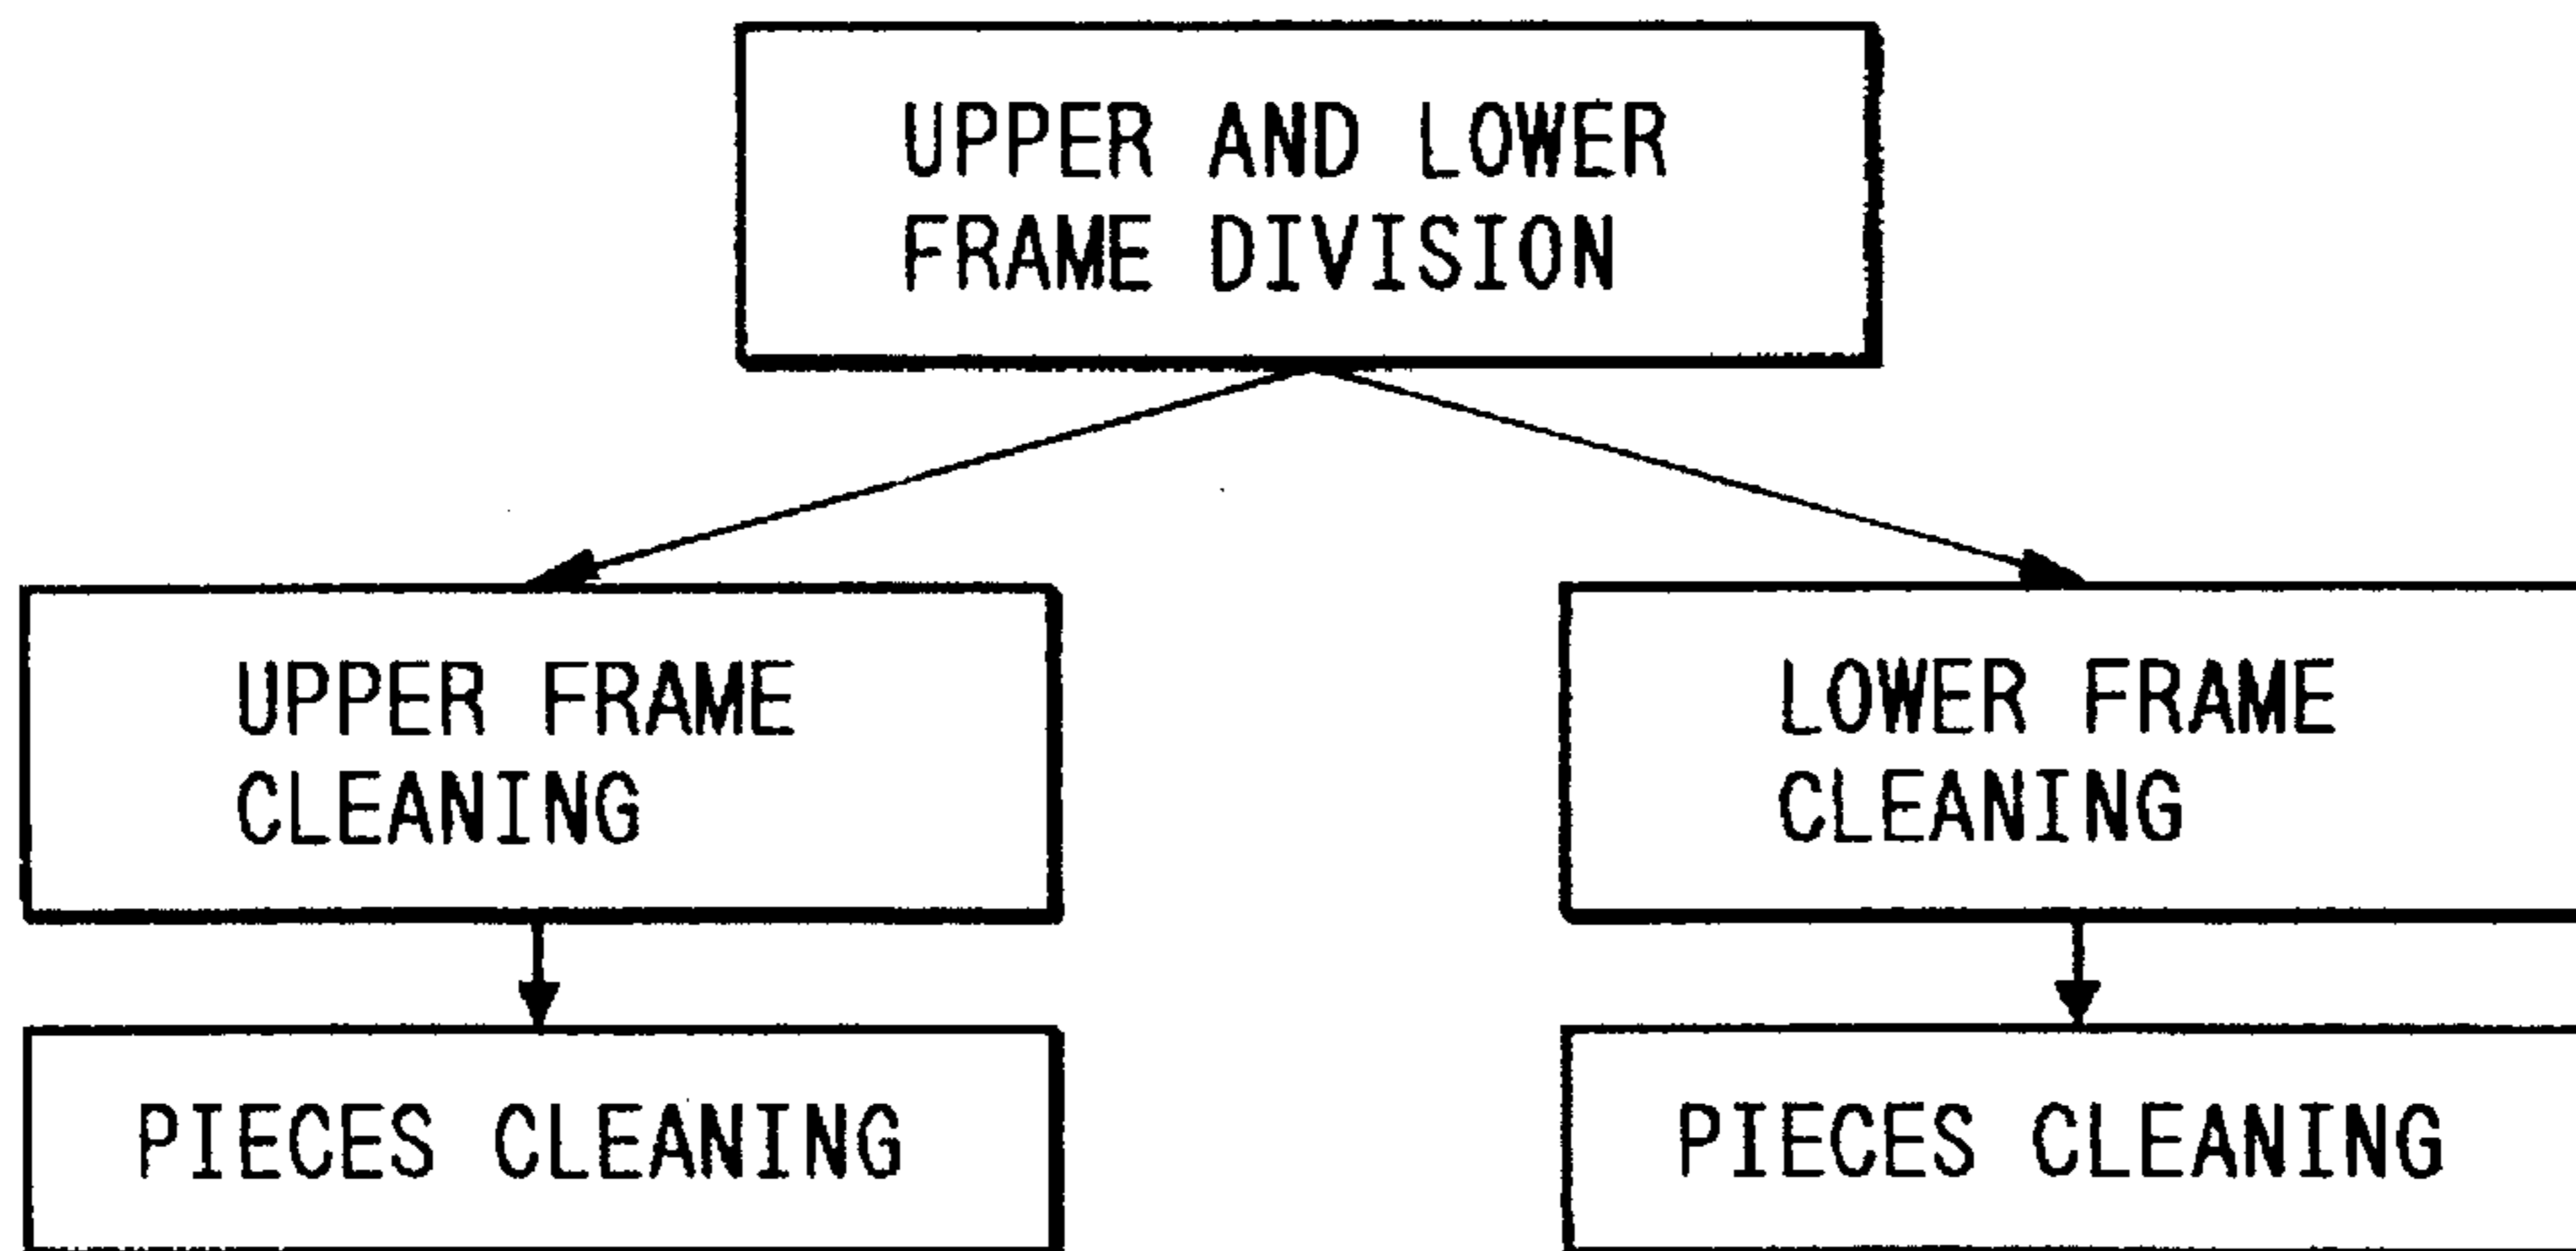 UPPER AND LOWER
FRAME DIVISION
UPPER FRAME
CLEANING
LOWER FRAME
CLEANING
PIECES CLEANING
PIECES CLEANING